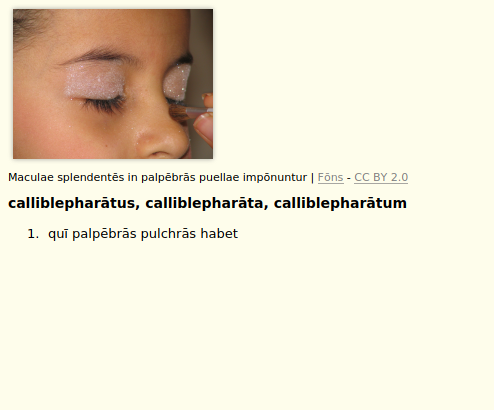 Maculae splendentēs in palpēbrās puellae impōnuntur | Fōns - CC BY 2.0
calliblepharātus, calliblepharāta, calliblepharātum
1. quī palpēbrās pulchrās habet